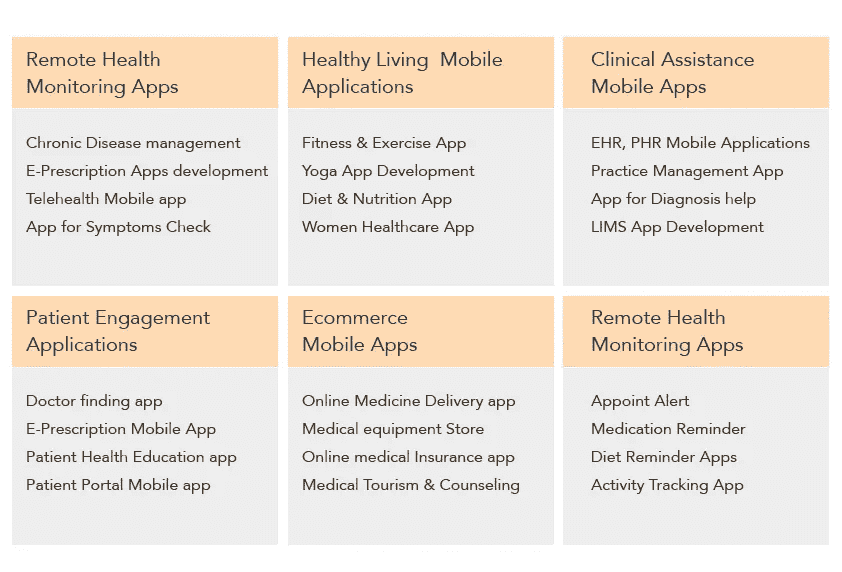 Remote Health
Monitoring Apps
Chronic Disease management
E-Prescription Apps development
Telehealth Mobile app
App for Symptoms Check
Healthy Living Mobile
Applications
Fitness & Exercise App
Yoga App Development
Diet & Nutrition App
Women Healthcare App
Clinical Assistance
Mobile Apps
EHR, PHR Mobile Applications
Practice Management App
App for Diagnosis help
LIMS App Development
Patient Engagement
Applications
Doctor finding app
E-Prescription Mobile App
Patient Health Education app
Patient Portal Mobile app
Ecommerce
Mobile Apps
Online Medicine Delivery app
Medical equipment Store
Online medical Insurance app
Medical Tourism & Counseling
Remote Health
Monitoring Apps
Appoint Alert
Medication Reminder
Diet Reminder Apps
Activity Tracking App